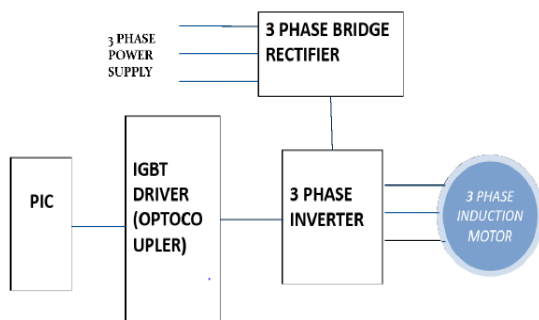 3 PHASE
POWER
SUPPLY
3 PHASE BRIDGE
RECTIFIER
PIC
IGBT
DRIVER
(OPTOCO
UPLER)
3 PHASE
INVERTER
3 PHASE
INDUCTION
MOTOR